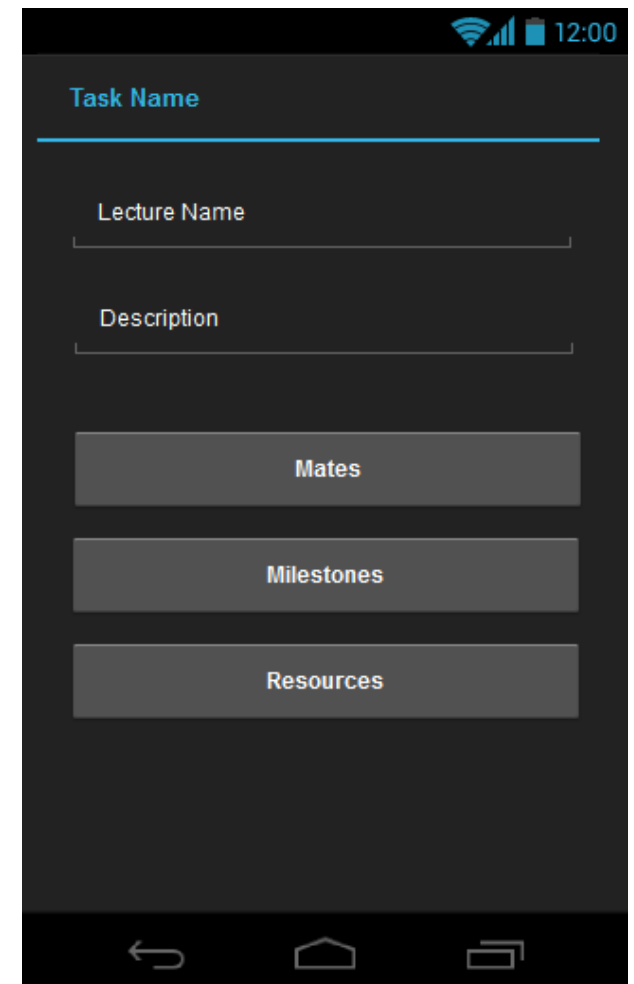 12:00
Task Name
Lecture Name
Description
Mates
Milestones
Resources